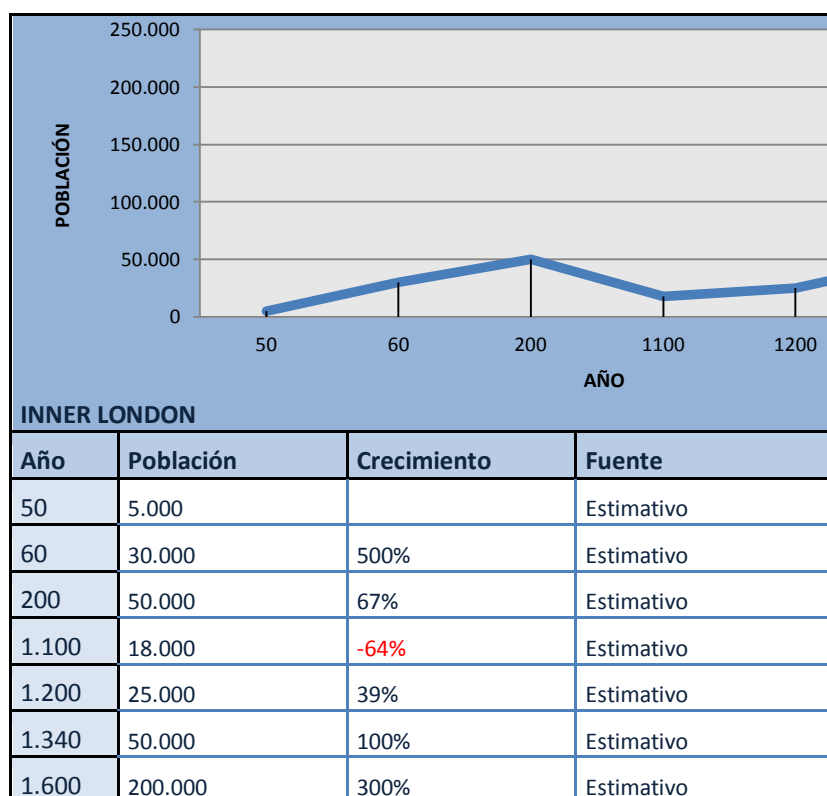 250.000
200.000
150.000
100.000
50.000
0
POBLACIÓN
50 60 200 1100 1200
AÑO
INNER LONDON
Año Población Crecimiento Fuente
50 5.000 Estimativo
60 30.000 500% Estimativo
200 50.000 67% Estimativo
1.100 18.000 -64% Estimativo
1.200 25.000 39% Estimativo
1.340 50.000 100% Estimativo
1.600 200.000 300% Estimativo